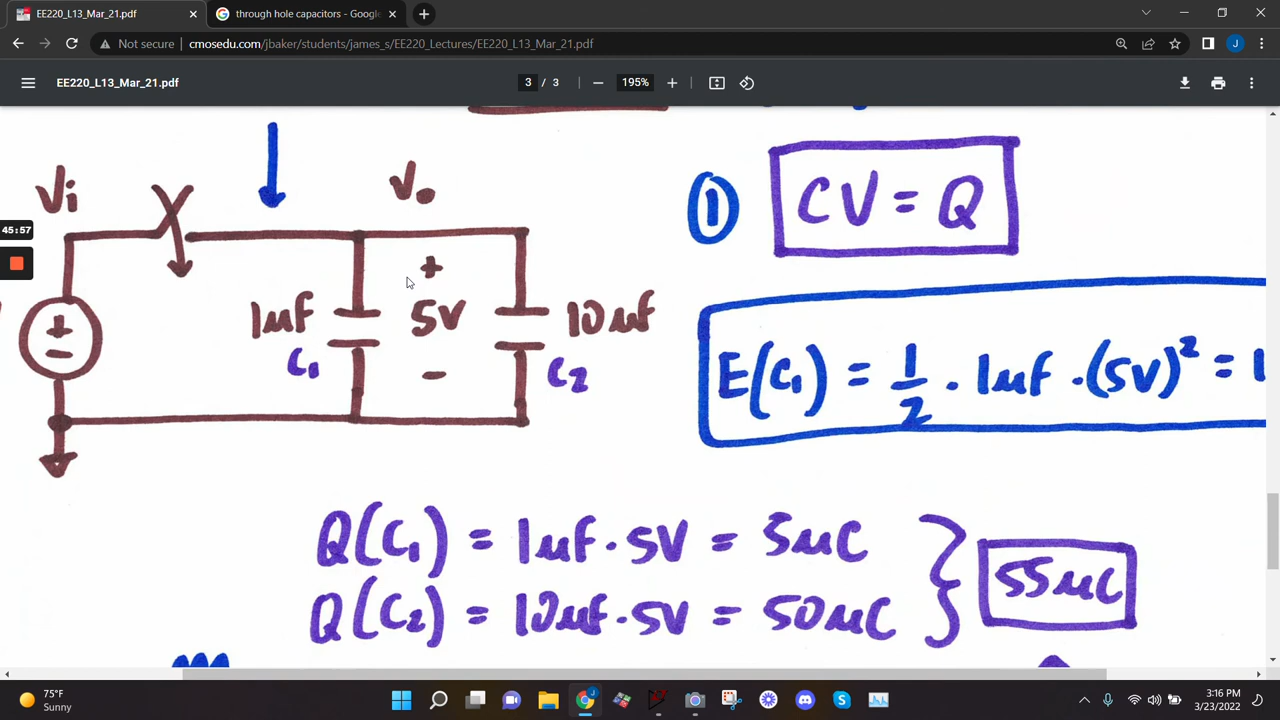 EE220_L13_Mar_21.pdf
through hole capacitors - Google
Not secure
cmosedu.com/jbaker/students/james_s/EE220_Lectures/EE220_L13_Mar_21.pdf
J
EE220_L13_Mar_21.pdf
3 / 3
195%
Vi
Vo
① CV = Q
45:57
+
1uf 5V 10uf
C1 C2
-
+
-
E(C1) = 1/2 · 1uf · (5V)² = 1
Q(C1) = 1uf · 5V = 5uC
Q(C2) = 10uf · 5V = 50uC
55uC
75°F
Sunny
3:16 PM
3/23/2022